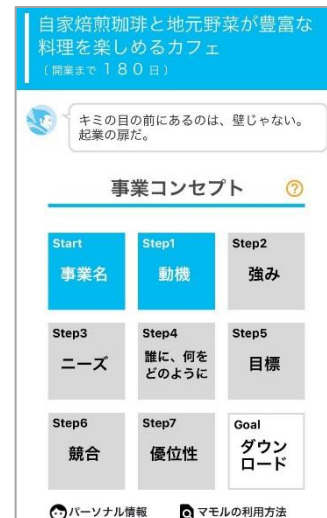 自家焙煎珈琲と地元野菜が豊富な
料理を楽しめるカフェ
（開業まで１８０日）
キミの目の前にあるのは、壁じゃない。
起業の扉だ。
事業コンセプト ?
Start
事業名
Step1
動機
Step2
強み
Step3
ニーズ
Step4
誰に、何を
どのように
Step5
目標
Step6
競合
Step7
優位性
Goal
ダウン
ロード
パーソナル情報
マモルの利用方法